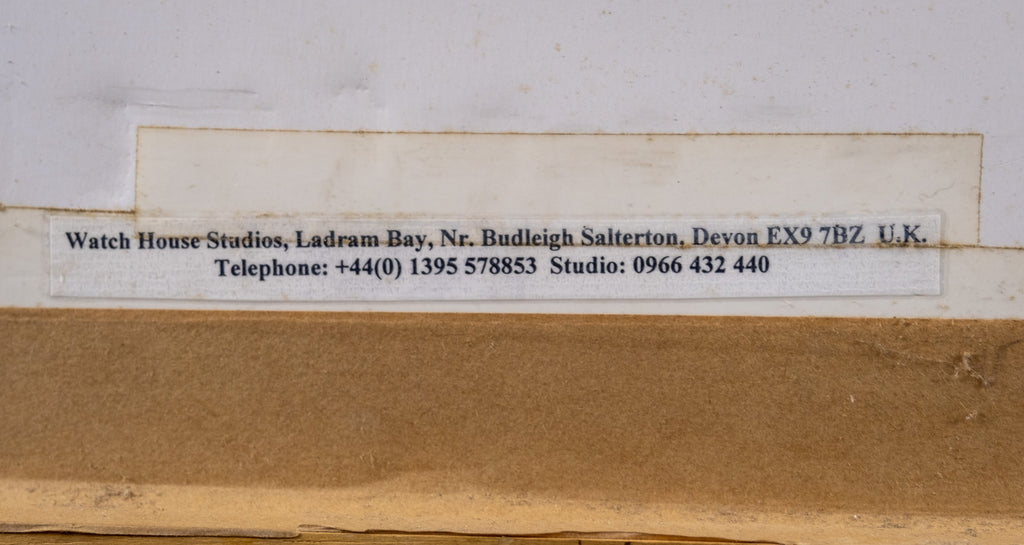 Watch House Studios, Ladram Bay, Nr. Budleigh Salterton, Devon EX9 7BZ  U.K.
Telephone: +44(0) 1395 578853  Studio: 0966 432 440